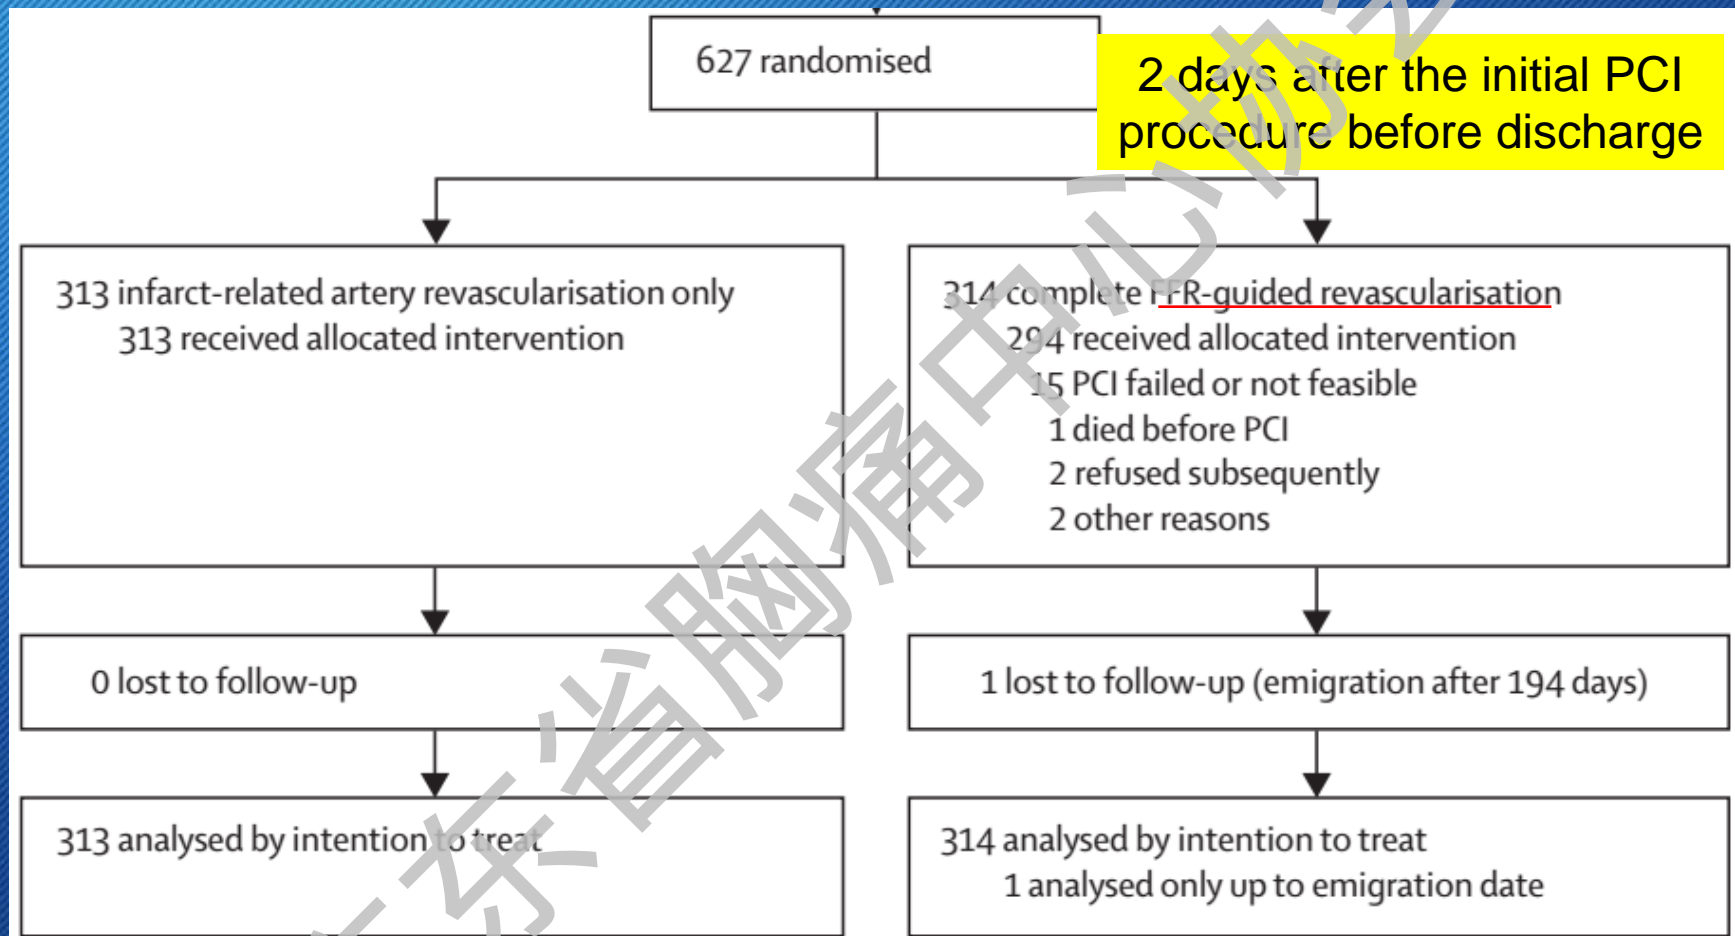 627 randomised
2 days after the initial PCI
procedure before discharge
313 infarct-related artery revascularisation only
313 received allocated intervention
314 complete FFR-guided revascularisation
294 received allocated intervention
15 PCI failed or not feasible
1 died before PCI
2 refused subsequently
2 other reasons
0 lost to follow-up
1 lost to follow-up (emigration after 194 days)
313 analysed by intention to treat
314 analysed by intention to treat
1 analysed only up to emigration date
东省胸痛中心协